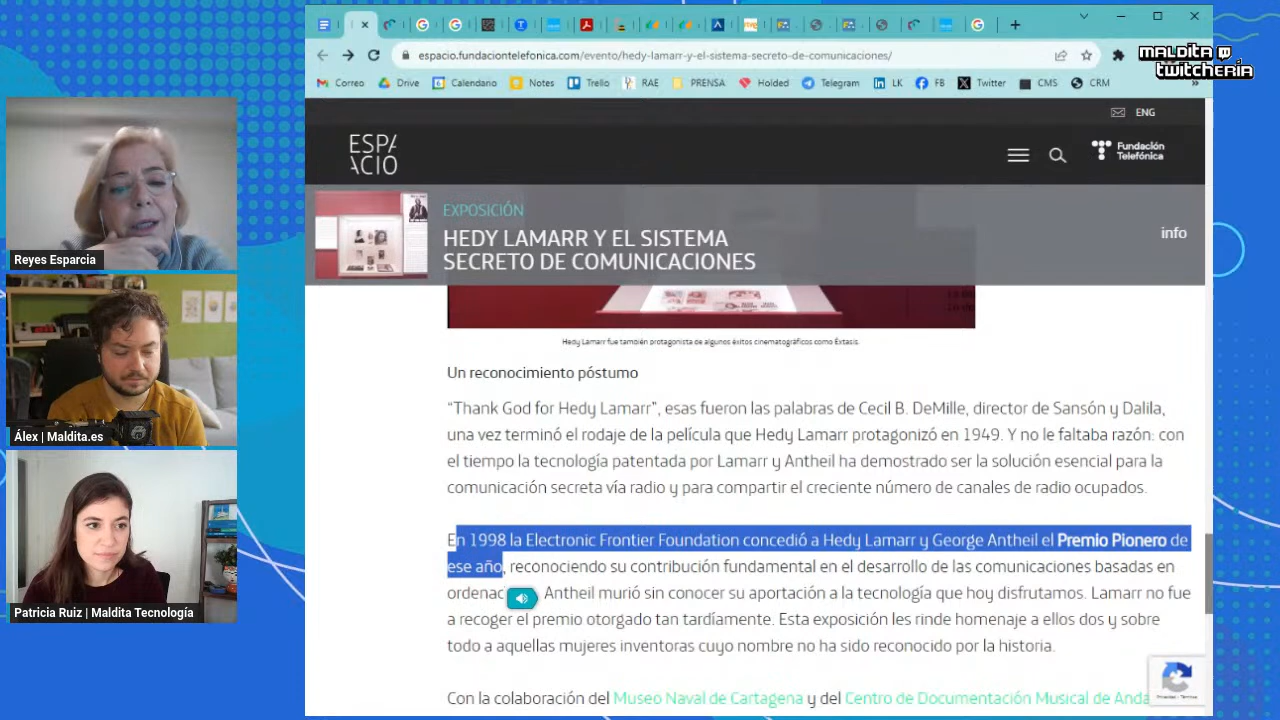 espacio.fundaciontelefonica.com/evento/hedy-lamarr-y-el-sistema-secreto-de-comunicaciones/
MALDITA
TWITCHERÍA
Correo Drive Calendario Notes Trello RAE PRENSA Holded Telegram LK FB Twitter CMS CRM »
ENG
ESPA
ACIO
Fundación
Telefónica
EXPOSICIÓN
HEDY LAMARR Y EL SISTEMA
SECRETO DE COMUNICACIONES
info
Reyes Esparcia
Hedy Lamarr fue también protagonista de algunos éxitos cinematográficos como Éxtasis.
Un reconocimiento póstumo
“Thank God for Hedy Lamarr”, esas fueron las palabras de Cecil B. DeMille, director de Sansón y Dalila,
una vez terminó el rodaje de la película que Hedy Lamarr protagonizó en 1949. Y no le faltaba razón: con
el tiempo la tecnología patentada por Lamarr y Antheil ha demostrado ser la solución esencial para la
comunicación secreta vía radio y para compartir el creciente número de canales de radio ocupados.
Álex | Maldita.es
En 1998 la Electronic Frontier Foundation concedió a Hedy Lamarr y George Antheil el Premio Pionero de
ese año, reconociendo su contribución fundamental en el desarrollo de las comunicaciones basadas en
ordenac Antheil murió sin conocer su aportación a la tecnología que hoy disfrutamos. Lamarr no fue
a recoger el premio otorgado tan tardíamente. Esta exposición les rinde homenaje a ellos dos y sobre
todo a aquellas mujeres inventoras cuyo nombre no ha sido reconocido por la historia.
Patricia Ruiz | Maldita Tecnología
Con la colaboración del Museo Naval de Cartagena y del Centro de Documentación Musical de Anda